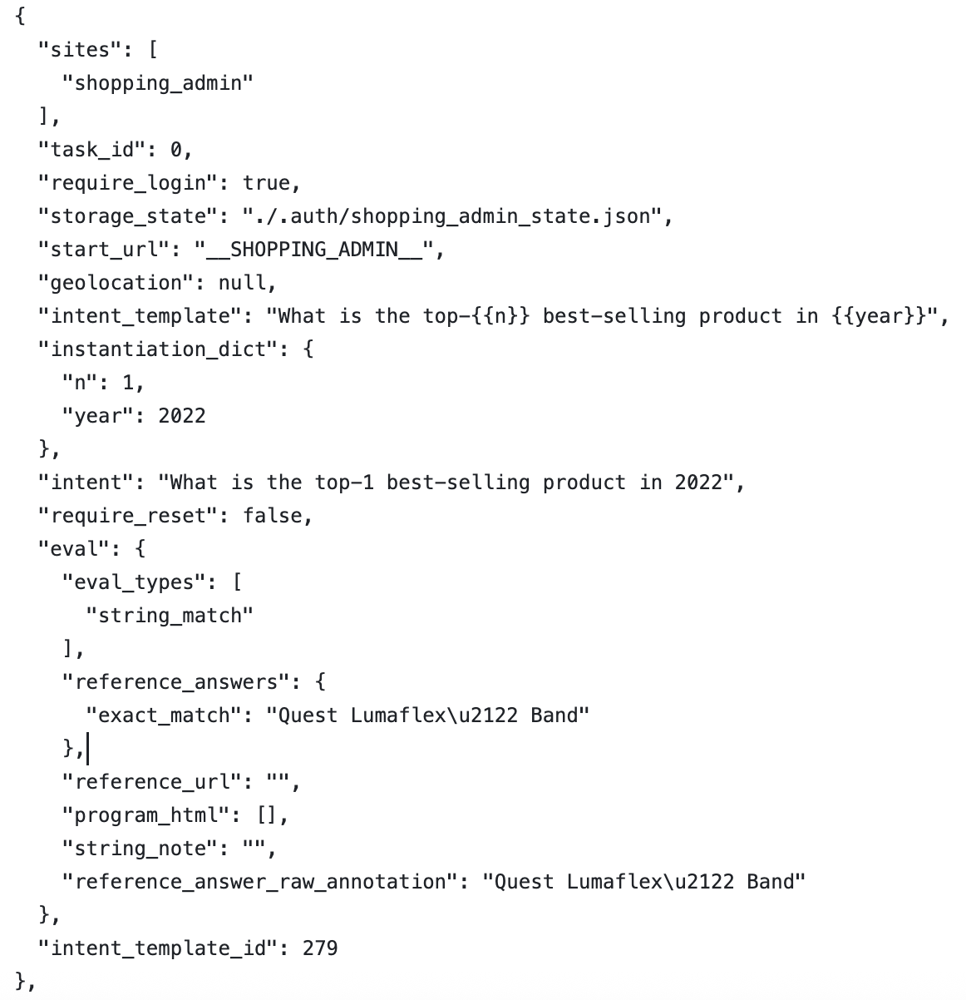 {
  "sites": [
    "shopping_admin"
  ],
  "task_id": 0,
  "require_login": true,
  "storage_state": "./.auth/shopping_admin_state.json",
  "start_url": "__SHOPPING_ADMIN__",
  "geolocation": null,
  "intent_template": "What is the top-{{n}} best-selling product in {{year}}",
  "instantiation_dict": {
    "n": 1,
    "year": 2022
  },
  "intent": "What is the top-1 best-selling product in 2022",
  "require_reset": false,
  "eval": {
    "eval_types": [
      "string_match"
    ],
    "reference_answers": {
      "exact_match": "Quest Lumaflex\u2122 Band"
    },
    "reference_url": "",
    "program_html": [],
    "string_note": "",
    "reference_answer_raw_annotation": "Quest Lumaflex\u2122 Band"
  },
  "intent_template_id": 279
},